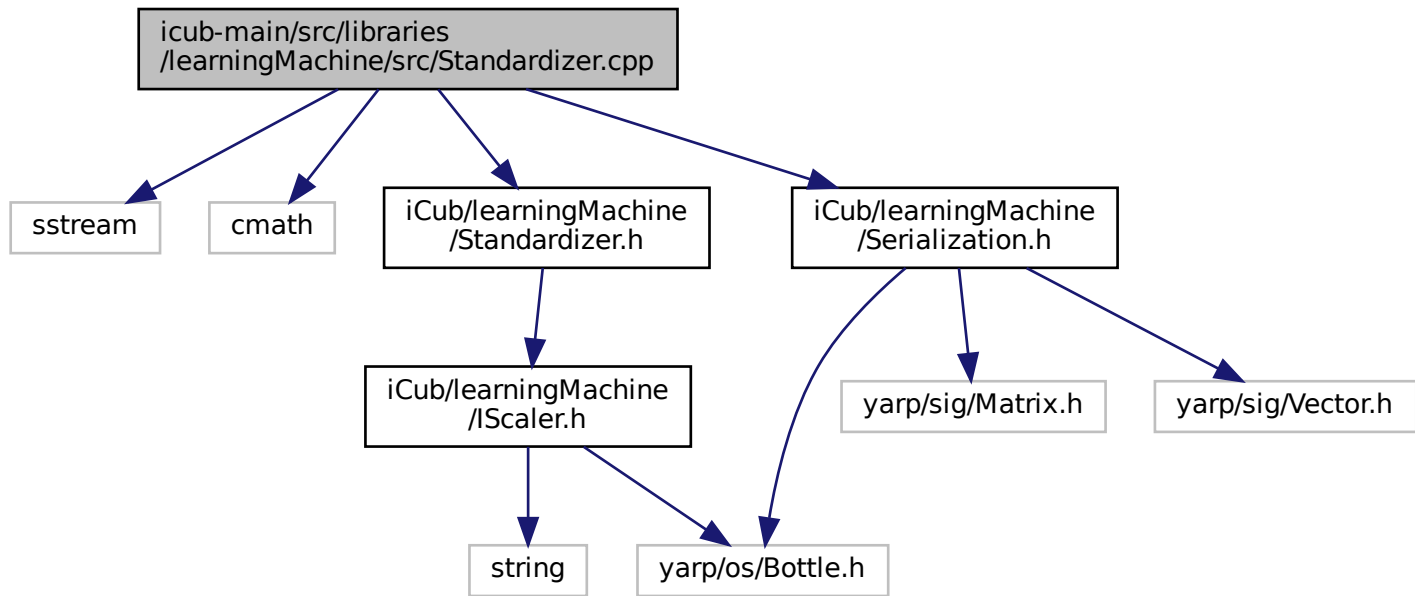 icub-main/src/libraries
/learningMachine/src/Standardizer.cpp
sstream
cmath
iCub/learningMachine
/Standardizer.h
iCub/learningMachine
/Serialization.h
iCub/learningMachine
/IScaler.h
yarp/sig/Matrix.h
yarp/sig/Vector.h
string
yarp/os/Bottle.h